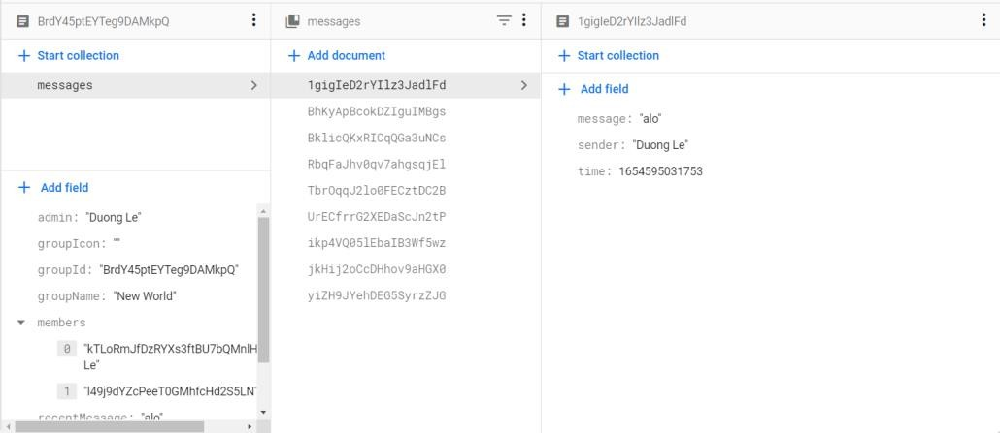 BrdY45ptEYTeg9DAMkpQ
Start collection
messages
Add field
admin: "Duong Le"
groupIcon: ""
groupId: "BrdY45ptEYTeg9DAMkpQ"
groupName: "New World"
members
0 "kTLoRmJfDzRYXs3ftBU7bQMnlH
Le"
1 "l49j9dYZcPeeT0GMhfcHd2S5LN"
recentMessage: "alo"
messages
Add document
1gigIeD2rYIlz3JadlFd
BhKyApBcokDZIguIMBgs
BklicQKxRICqQGa3uNCs
RbqFaJhv0qv7ahgsqjEl
TbrOqqJ2lo0FECztDC2B
UrECfrrG2XEDaScJn2tP
ikp4VQ05lEbaIB3Wf5wz
jkHij2oCcDHhov9aHGX0
yiZH9JYehDEG5SyrzZJG
1gigIeD2rYIlz3JadlFd
Start collection
Add field
message: "alo"
sender: "Duong Le"
time: 1654595031753